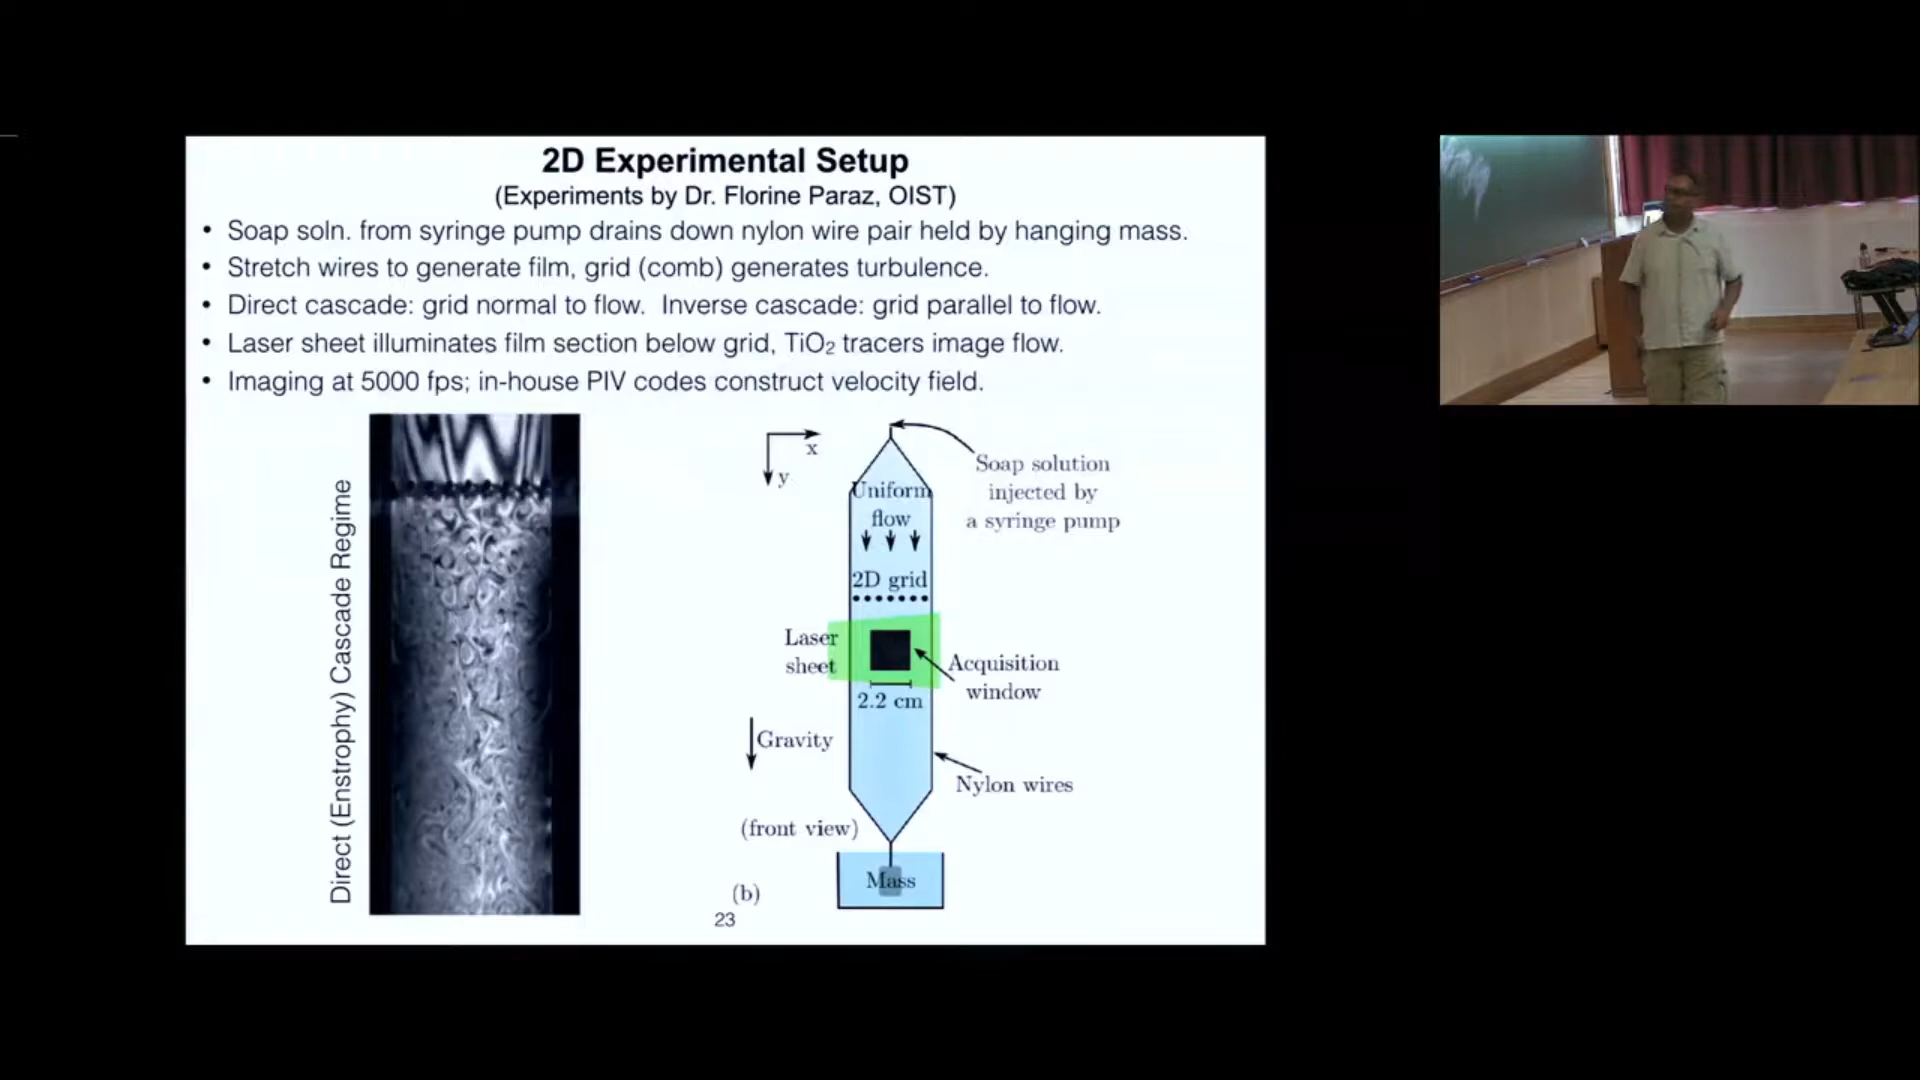 2D Experimental Setup
(Experiments by Dr. Florine Paraz, OIST)
• Soap soln. from syringe pump drains down nylon wire pair held by hanging mass.
• Stretch wires to generate film, grid (comb) generates turbulence.
• Direct cascade: grid normal to flow.  Inverse cascade: grid parallel to flow.
• Laser sheet illuminates film section below grid, TiO₂ tracers image flow.
• Imaging at 5000 fps; in-house PIV codes construct velocity field.
Direct (Enstrophy) Cascade Regime
x
y
Soap solution
injected by
a syringe pump
Uniform
flow
2D grid
Laser
sheet
Acquisition
window
2.2 cm
Gravity
Nylon wires
(front view)
Mass
(b)
23